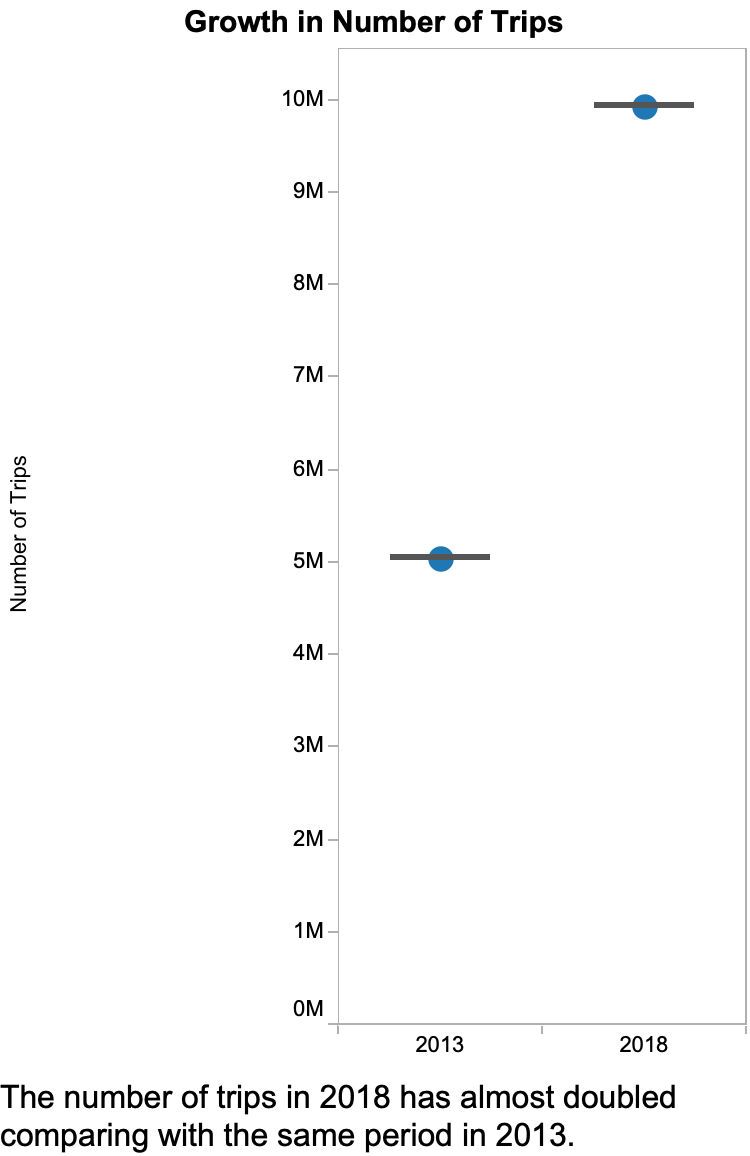 Growth in Number of Trips
10M
9M
8M
7M
6M
5M
4M
3M
2M
1M
0M
Number of Trips
2013
2018
The number of trips in 2018 has almost doubled
comparing with the same period in 2013.